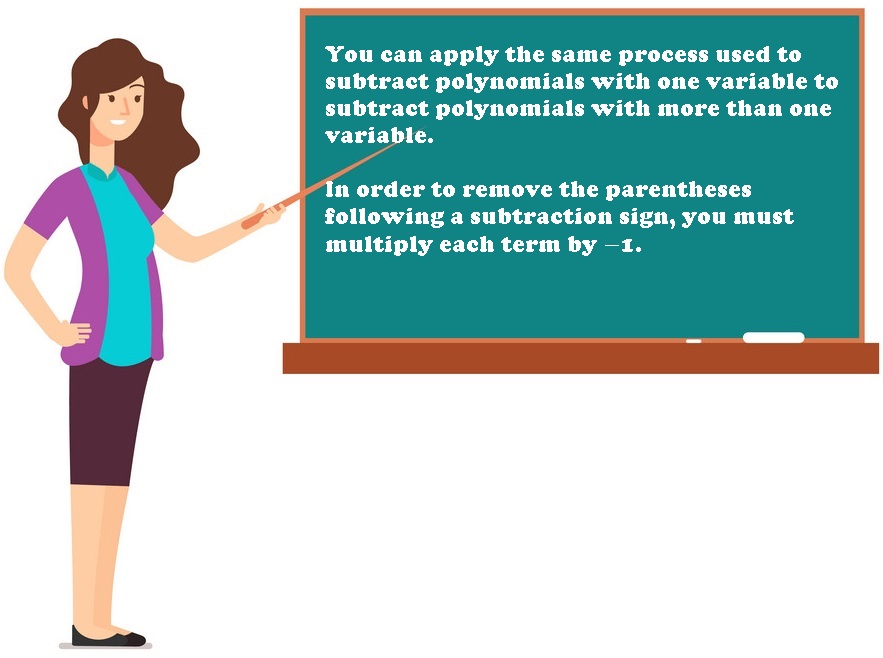 You can apply the same process used to
subtract polynomials with one variable to
subtract polynomials with more than one
variable.
In order to remove the parentheses
following a subtraction sign, you must
multiply each term by −1.